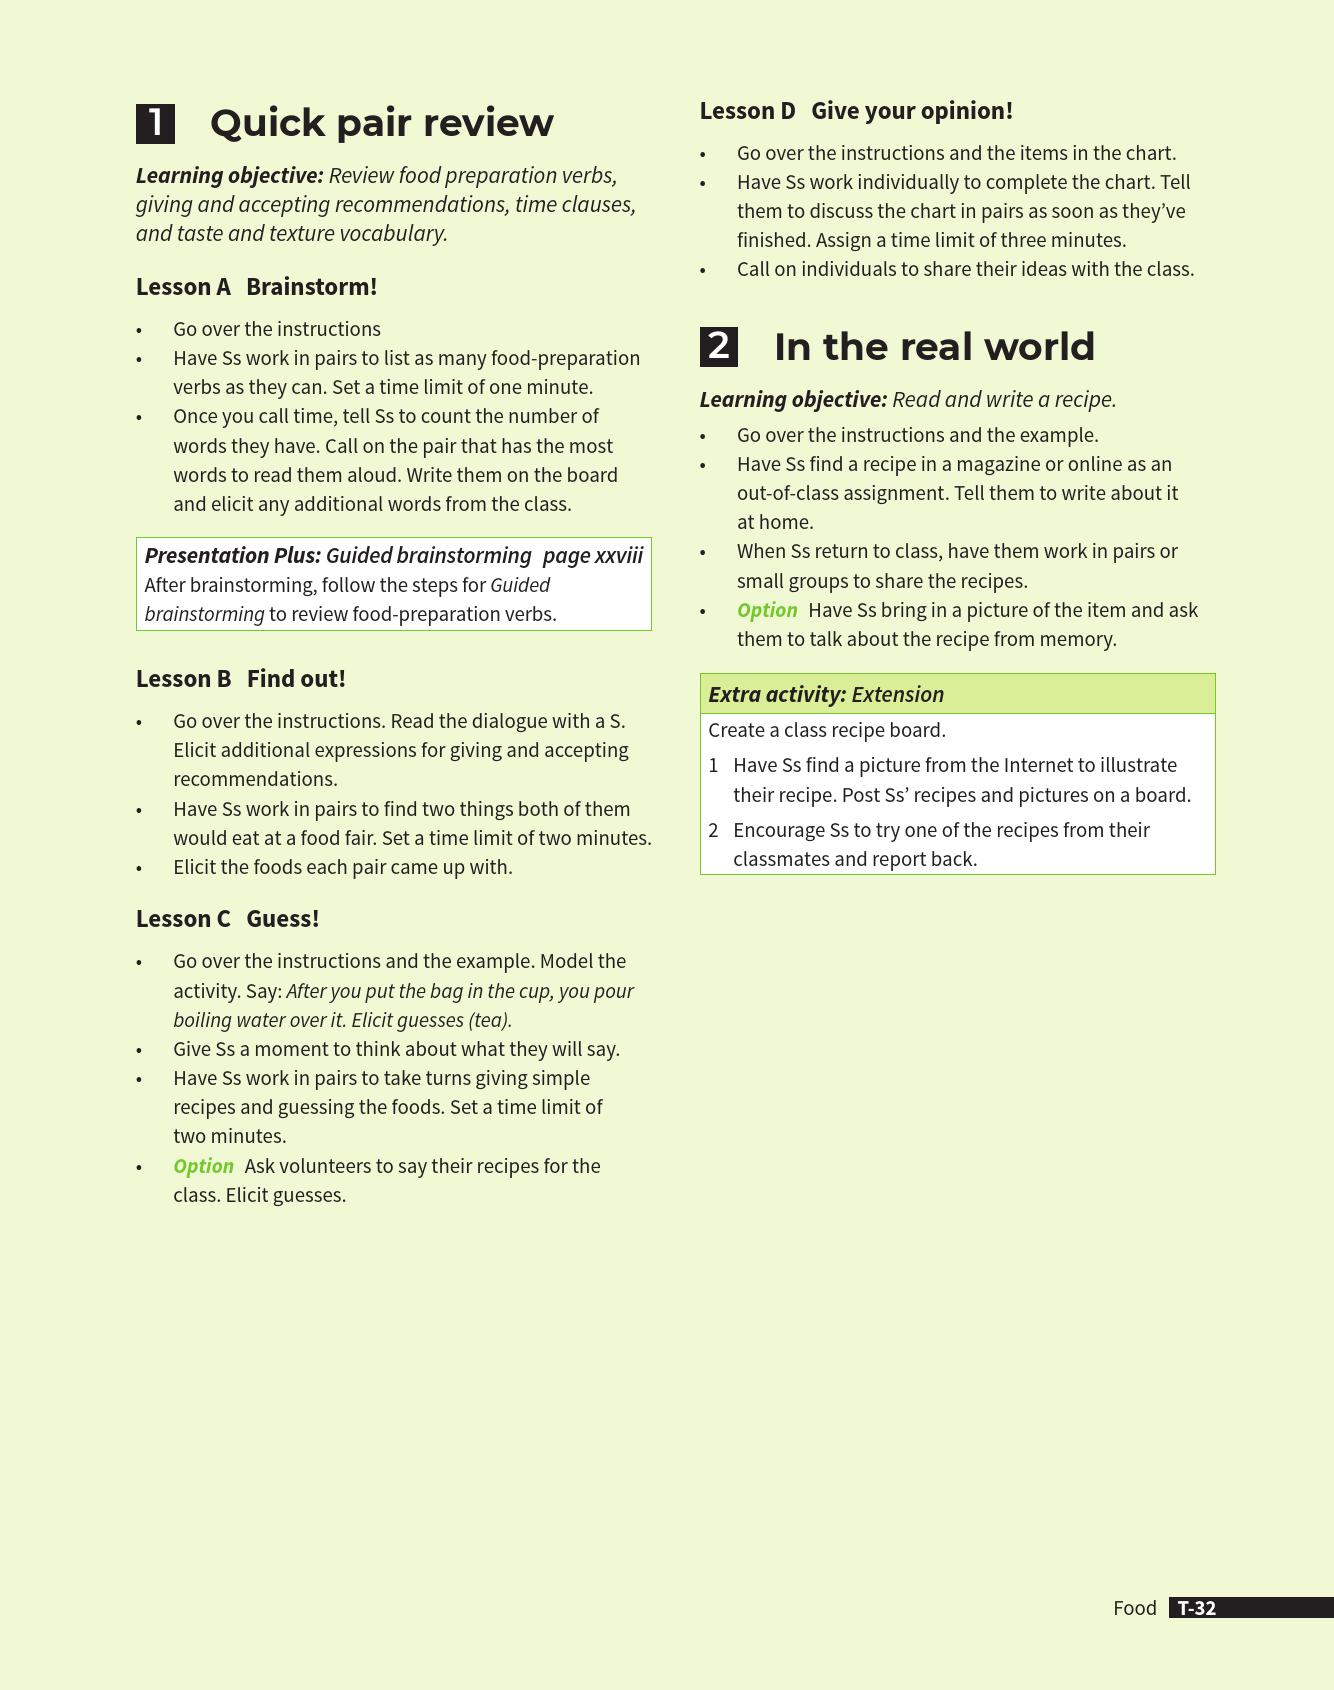 1 Quick pair review
Learning objective: Review food preparation verbs,
giving and accepting recommendations, time clauses,
and taste and texture vocabulary.
Lesson A Brainstorm!
• Go over the instructions
• Have Ss work in pairs to list as many food-preparation
verbs as they can. Set a time limit of one minute.
• Once you call time, tell Ss to count the number of
words they have. Call on the pair that has the most
words to read them aloud. Write them on the board
and elicit any additional words from the class.
Presentation Plus: Guided brainstorming page xxviii
After brainstorming, follow the steps for Guided
brainstorming to review food-preparation verbs.
Lesson B Find out!
• Go over the instructions. Read the dialogue with a S.
Elicit additional expressions for giving and accepting
recommendations.
• Have Ss work in pairs to find two things both of them
would eat at a food fair. Set a time limit of two minutes.
• Elicit the foods each pair came up with.
Lesson C Guess!
• Go over the instructions and the example. Model the
activity. Say: After you put the bag in the cup, you pour
boiling water over it. Elicit guesses (tea).
• Give Ss a moment to think about what they will say.
• Have Ss work in pairs to take turns giving simple
recipes and guessing the foods. Set a time limit of
two minutes.
• Option Ask volunteers to say their recipes for the
class. Elicit guesses.
Lesson D Give your opinion!
• Go over the instructions and the items in the chart.
• Have Ss work individually to complete the chart. Tell
them to discuss the chart in pairs as soon as they’ve
finished. Assign a time limit of three minutes.
• Call on individuals to share their ideas with the class.
2 In the real world
Learning objective: Read and write a recipe.
• Go over the instructions and the example.
• Have Ss find a recipe in a magazine or online as an
out-of-class assignment. Tell them to write about it
at home.
• When Ss return to class, have them work in pairs or
small groups to share the recipes.
• Option Have Ss bring in a picture of the item and ask
them to talk about the recipe from memory.
Extra activity: Extension
Create a class recipe board.
1 Have Ss find a picture from the Internet to illustrate
their recipe. Post Ss’ recipes and pictures on a board.
2 Encourage Ss to try one of the recipes from their
classmates and report back.
Food T-32